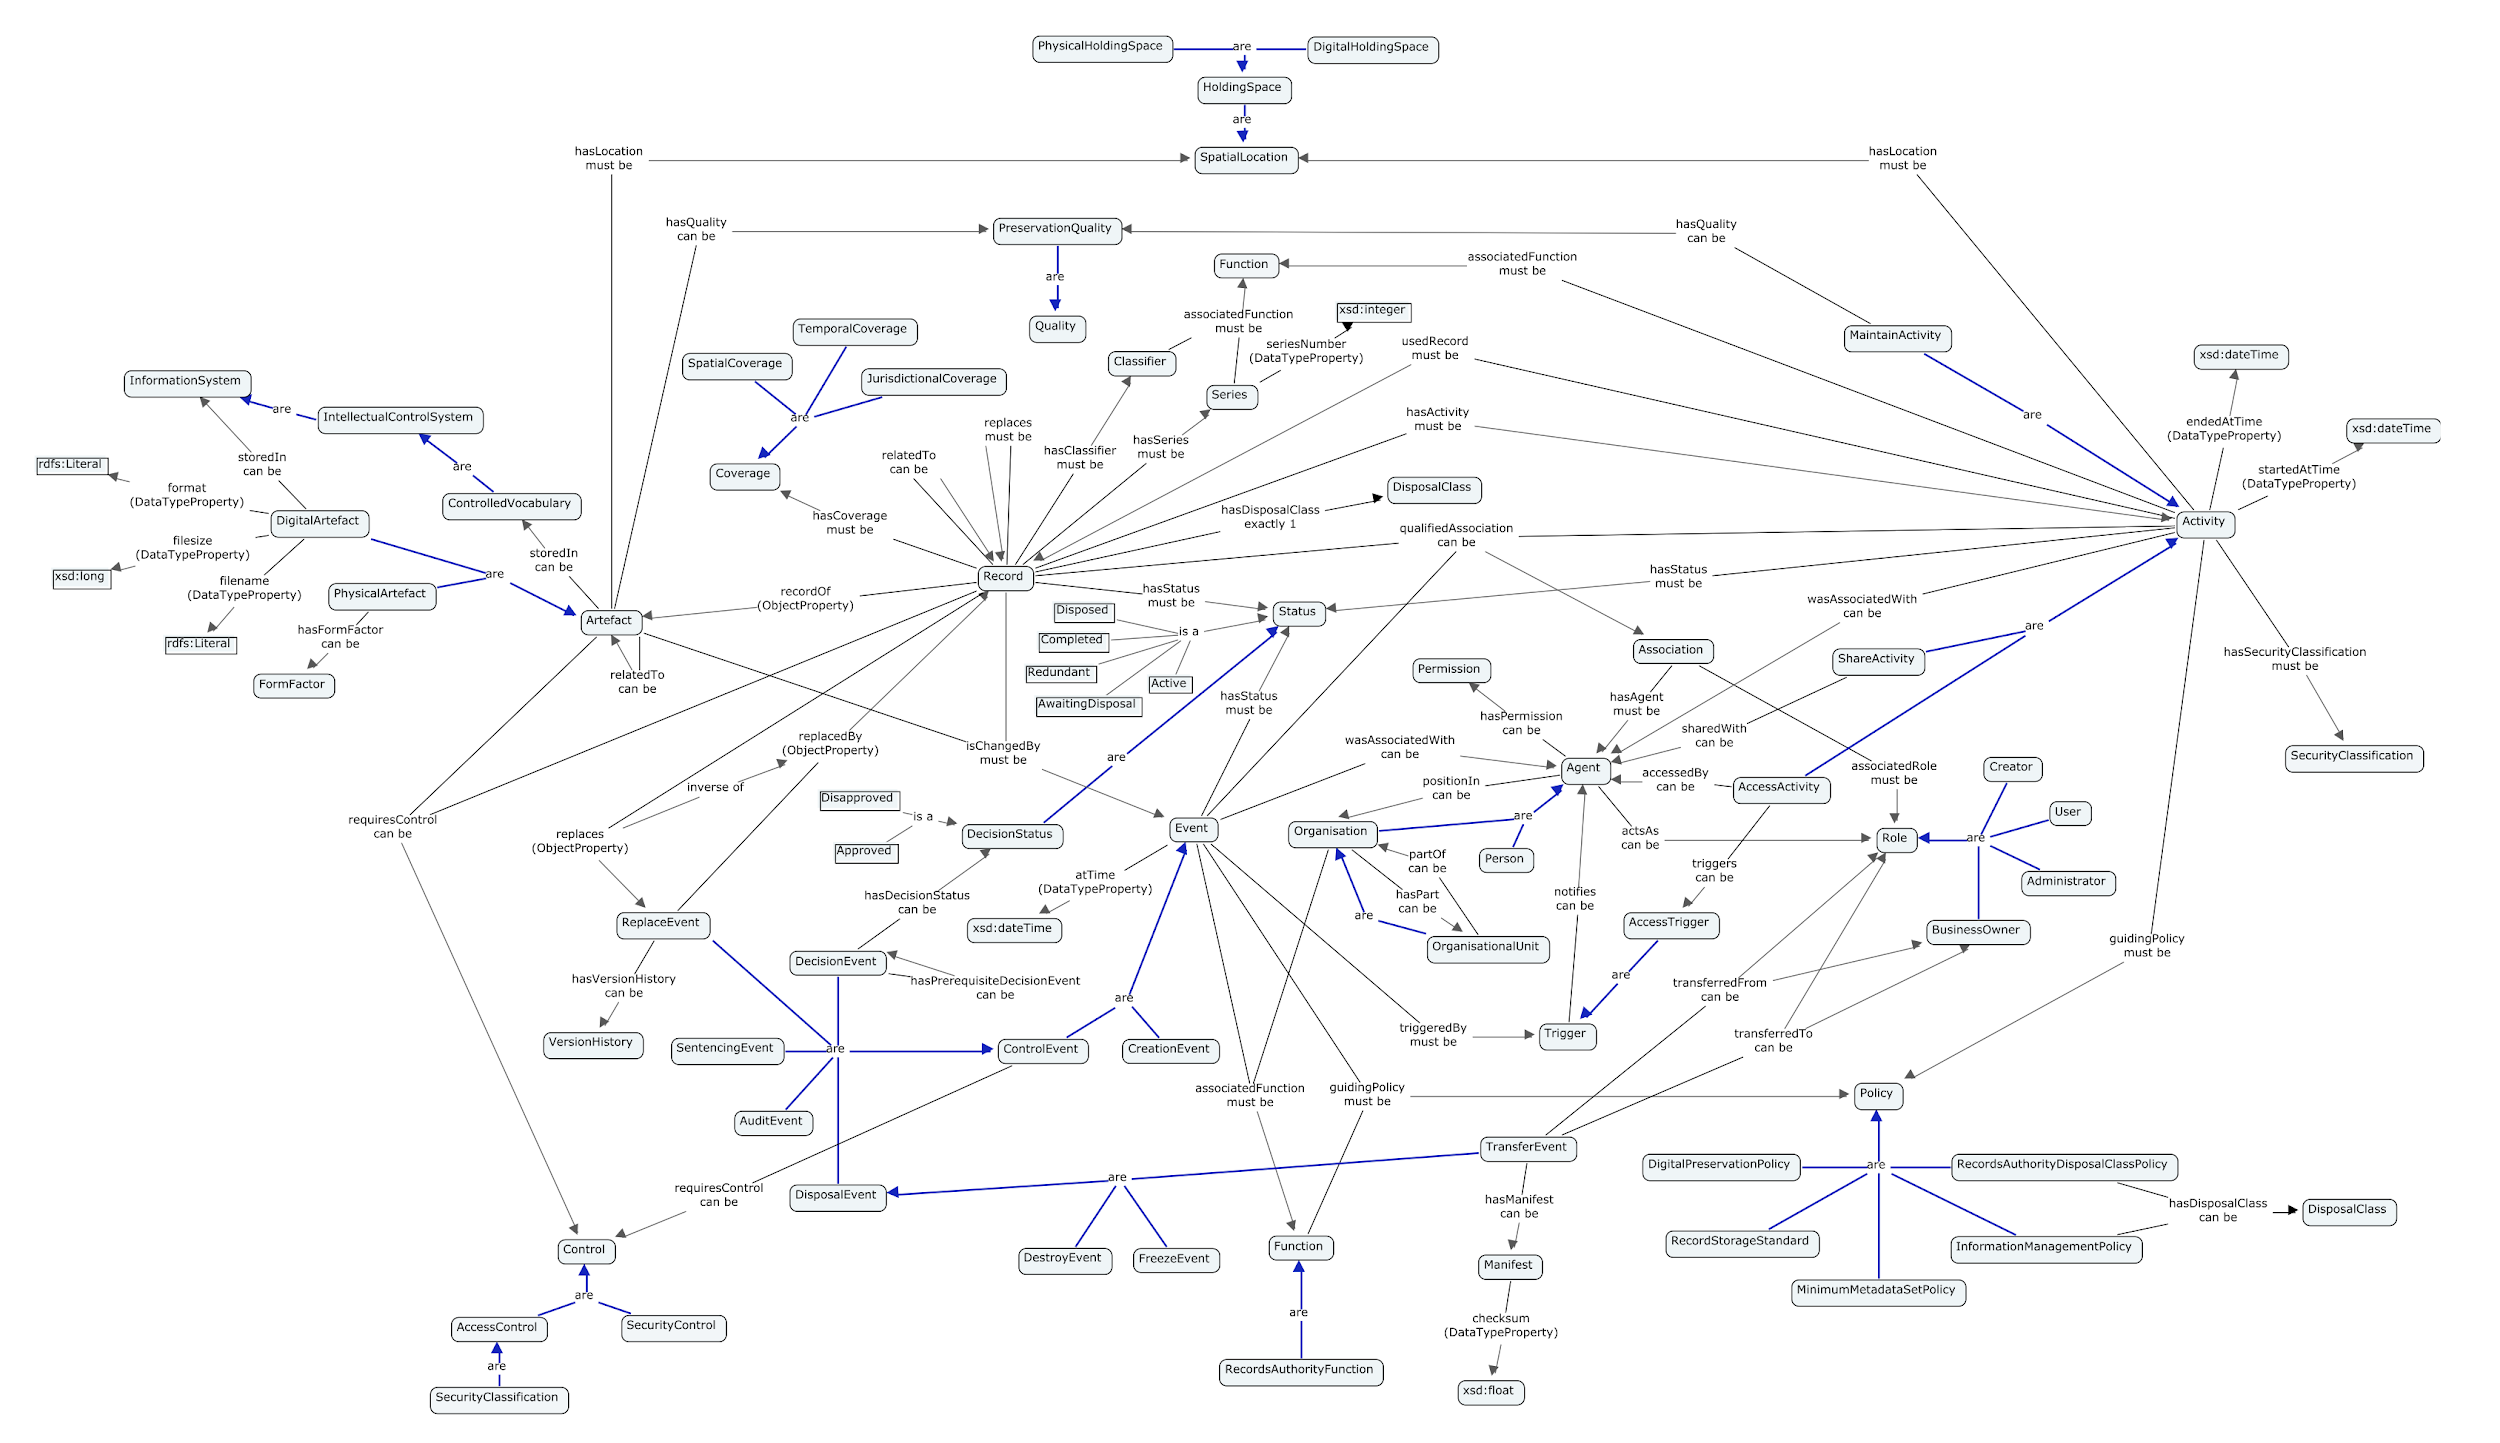 PhysicalHoldingSpace
are
DigitalHoldingSpace
HoldingSpace
are
SpatialLocation
hasLocation
must be
hasLocation
must be
hasQuality
can be
PreservationQuality
hasQuality
can be
are
Quality
Function
associatedFunction
must be
associatedFunction
must be
xsd:integer
seriesNumber
(DataTypeProperty)
Classifier
Series
usedRecord
must be
MaintainActivity
are
xsd:dateTime
endedAtTime
(DataTypeProperty)
xsd:dateTime
startedAtTime
(DataTypeProperty)
TemporalCoverage
SpatialCoverage
JurisdictionalCoverage
are
Coverage
hasCoverage
must be
InformationSystem
are
IntellectualControlSystem
are
ControlledVocabulary
storedIn
can be
rdfs:Literal
format
(DataTypeProperty)
DigitalArtefact
filesize
(DataTypeProperty)
xsd:long
filename
(DataTypeProperty)
rdfs:Literal
PhysicalArtefact
hasFormFactor
can be
FormFactor
are
storedIn
can be
Artefact
relatedTo
can be
recordOf
(ObjectProperty)
relatedTo
can be
replaces
must be
hasClassifier
must be
hasSeries
must be
hasActivity
must be
hasDisposalClass
exactly 1
DisposalClass
qualifiedAssociation
can be
Activity
Record
hasStatus
must be
Status
hasStatus
must be
Disposed
Completed
Redundant
AwaitingDisposal
Active
is a
hasStatus
must be
wasAssociatedWith
can be
are
ShareActivity
Association
Permission
hasPermission
can be
hasAgent
must be
sharedWith
can be
hasSecurityClassification
must be
SecurityClassification
isChangedBy
must be
replacedBy
(ObjectProperty)
inverse of
are
wasAssociatedWith
can be
Agent
positionIn
can be
accessedBy
can be
AccessActivity
associatedRole
must be
Creator
User
are
Administrator
BusinessOwner
Role
actsAs
can be
triggers
can be
AccessTrigger
are
requiresControl
can be
replaces
(ObjectProperty)
Disapproved
Approved
is a
DecisionStatus
Event
Organisation
are
Person
partOf
can be
hasPart
can be
are
OrganisationalUnit
notifies
can be
atTime
(DataTypeProperty)
xsd:dateTime
hasDecisionStatus
can be
ReplaceEvent
hasVersionHistory
can be
VersionHistory
DecisionEvent
hasPrerequisiteDecisionEvent
can be
are
SentencingEvent
are
ControlEvent
CreationEvent
AuditEvent
triggeredBy
must be
Trigger
transferredFrom
can be
transferredTo
can be
guidingPolicy
must be
associatedFunction
must be
guidingPolicy
must be
Policy
TransferEvent
DisposalEvent
are
DestroyEvent
FreezeEvent
requiresControl
can be
Control
are
AccessControl
SecurityControl
are
SecurityClassification
Function
are
RecordsAuthorityFunction
hasManifest
can be
Manifest
checksum
(DataTypeProperty)
xsd:float
DigitalPreservationPolicy
are
RecordsAuthorityDisposalClassPolicy
RecordStorageStandard
InformationManagementPolicy
MinimumMetadataSetPolicy
hasDisposalClass
can be
DisposalClass